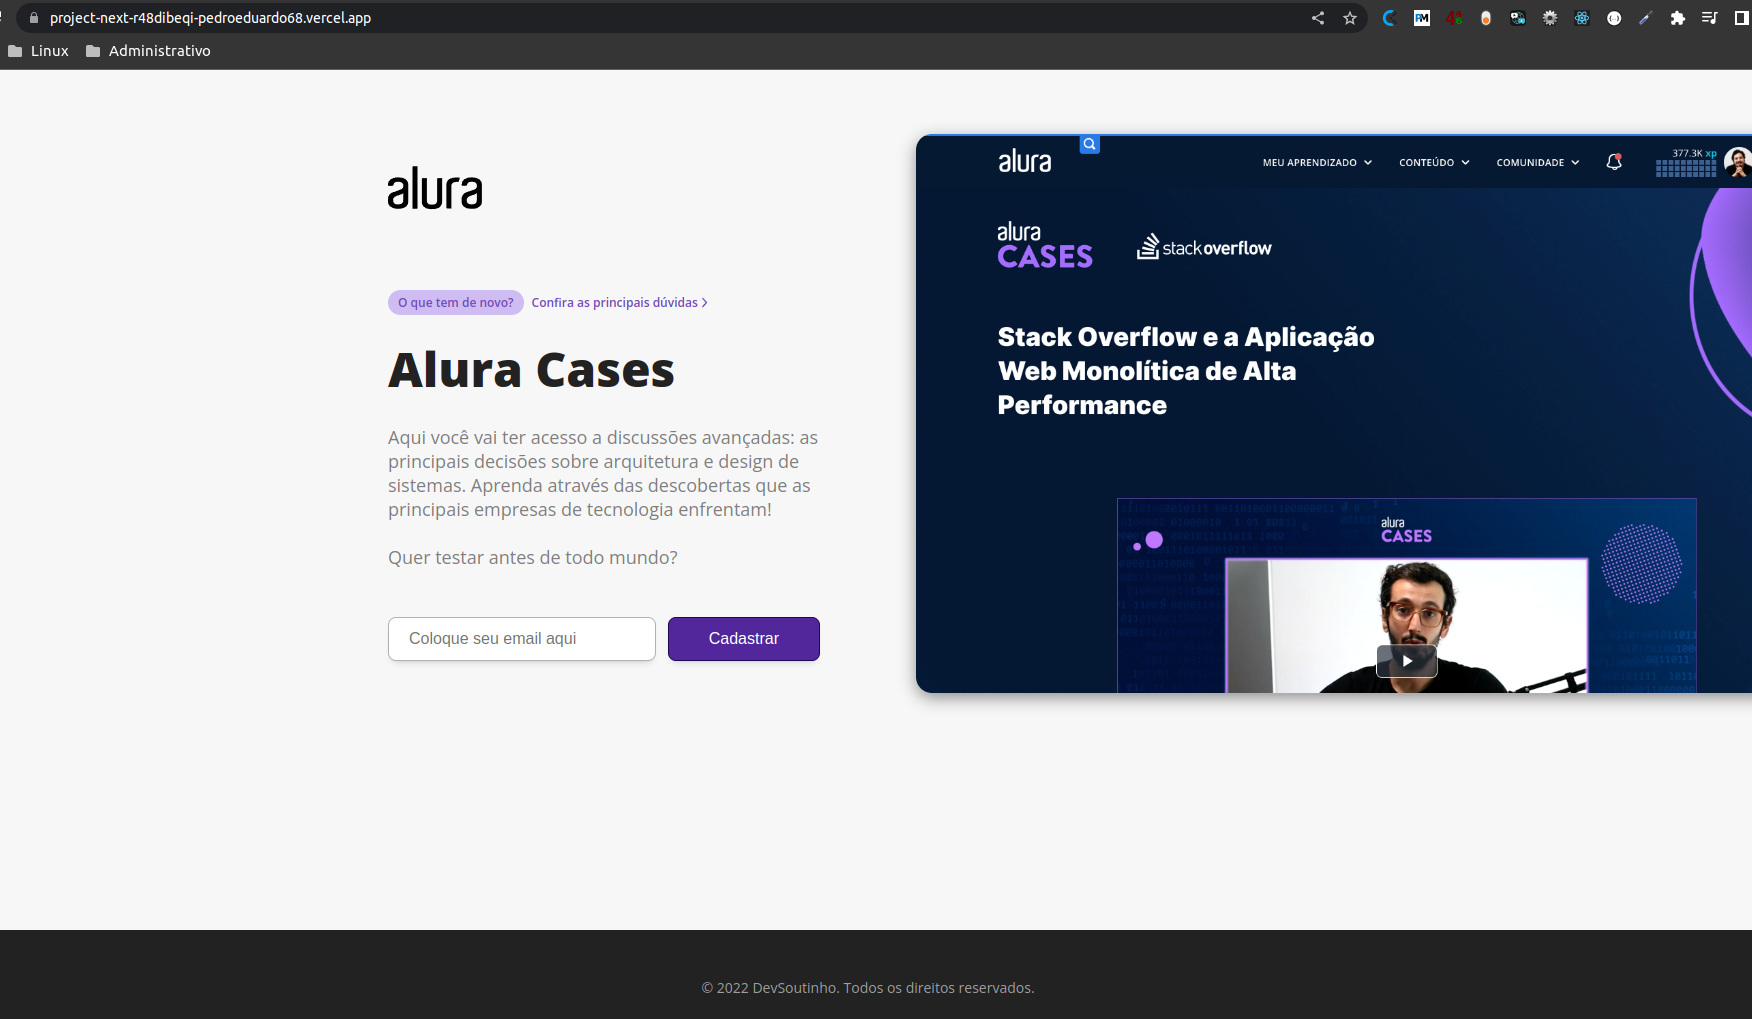 project-next-r48dibeqi-pedroeduardo68.vercel.app
Linux
Administrativo
alura
O que tem de novo?
Confira as principais dúvidas
Alura Cases
Aqui você vai ter acesso a discussões avançadas: as
principais decisões sobre arquitetura e design de
sistemas. Aprenda através das descobertas que as
principais empresas de tecnologia enfrentam!
Quer testar antes de todo mundo?
Coloque seu email aqui
Cadastrar
alura
MEU APRENDIZADO
CONTEÚDO
COMUNIDADE
377.3K xp
alura
CASES
stackoverflow
Stack Overflow e a Aplicação
Web Monolítica de Alta
Performance
alura
CASES
© 2022 DevSoutinho. Todos os direitos reservados.